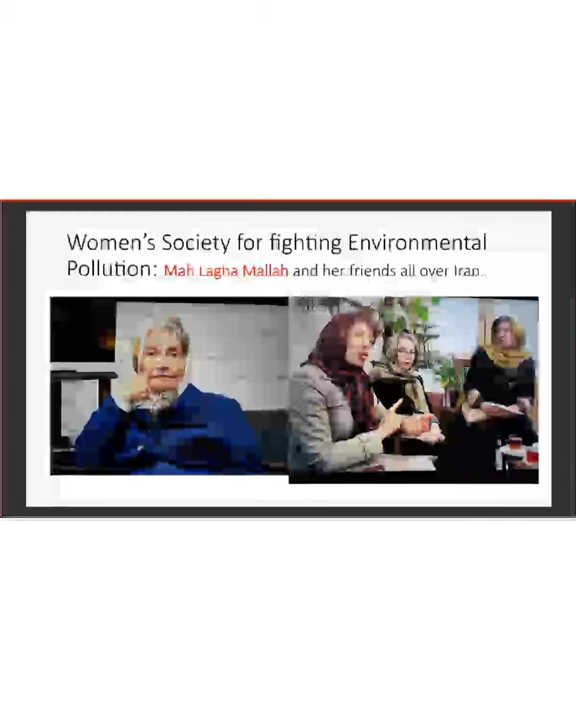 Women's Society for fighting Environmental
Pollution: Mah Lagha Mallah and her friends all over Iran.